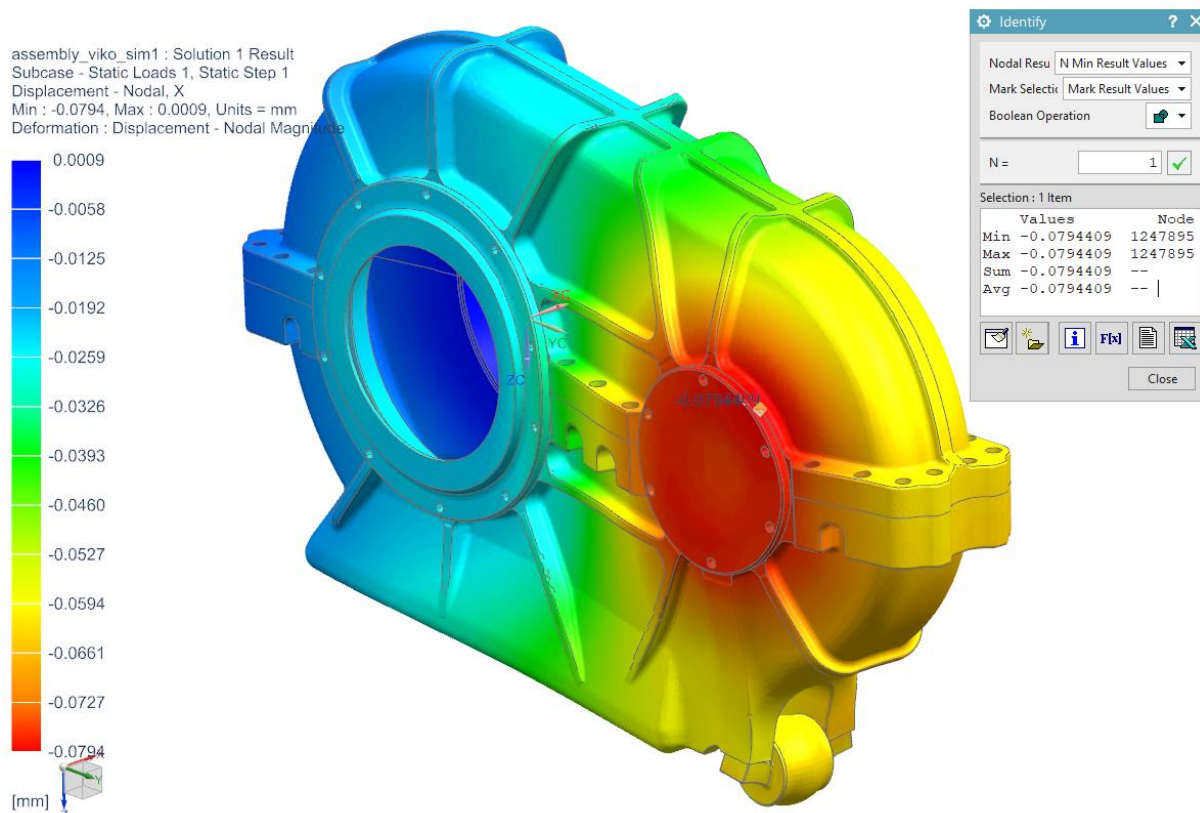 assembly_viko_sim1 : Solution 1 Result
Subcase - Static Loads 1, Static Step 1
Displacement - Nodal, X
Min : -0.0794, Max : 0.0009, Units = mm
Deformation : Displacement - Nodal Magnitude
0.0009
-0.0058
-0.0125
-0.0192
-0.0259
-0.0326
-0.0393
-0.0460
-0.0527
-0.0594
-0.0661
-0.0727
-0.0794
[mm]
X
Y
XC
YC
ZC
-0.0794409
Identify ? X
Nodal Resu N Min Result Values
Mark Selectic Mark Result Values
Boolean Operation
N = 1
Selection : 1 Item
Values Node
Min -0.0794409 1247895
Max -0.0794409 1247895
Sum -0.0794409 --
Avg -0.0794409 --
i F[x]
Close